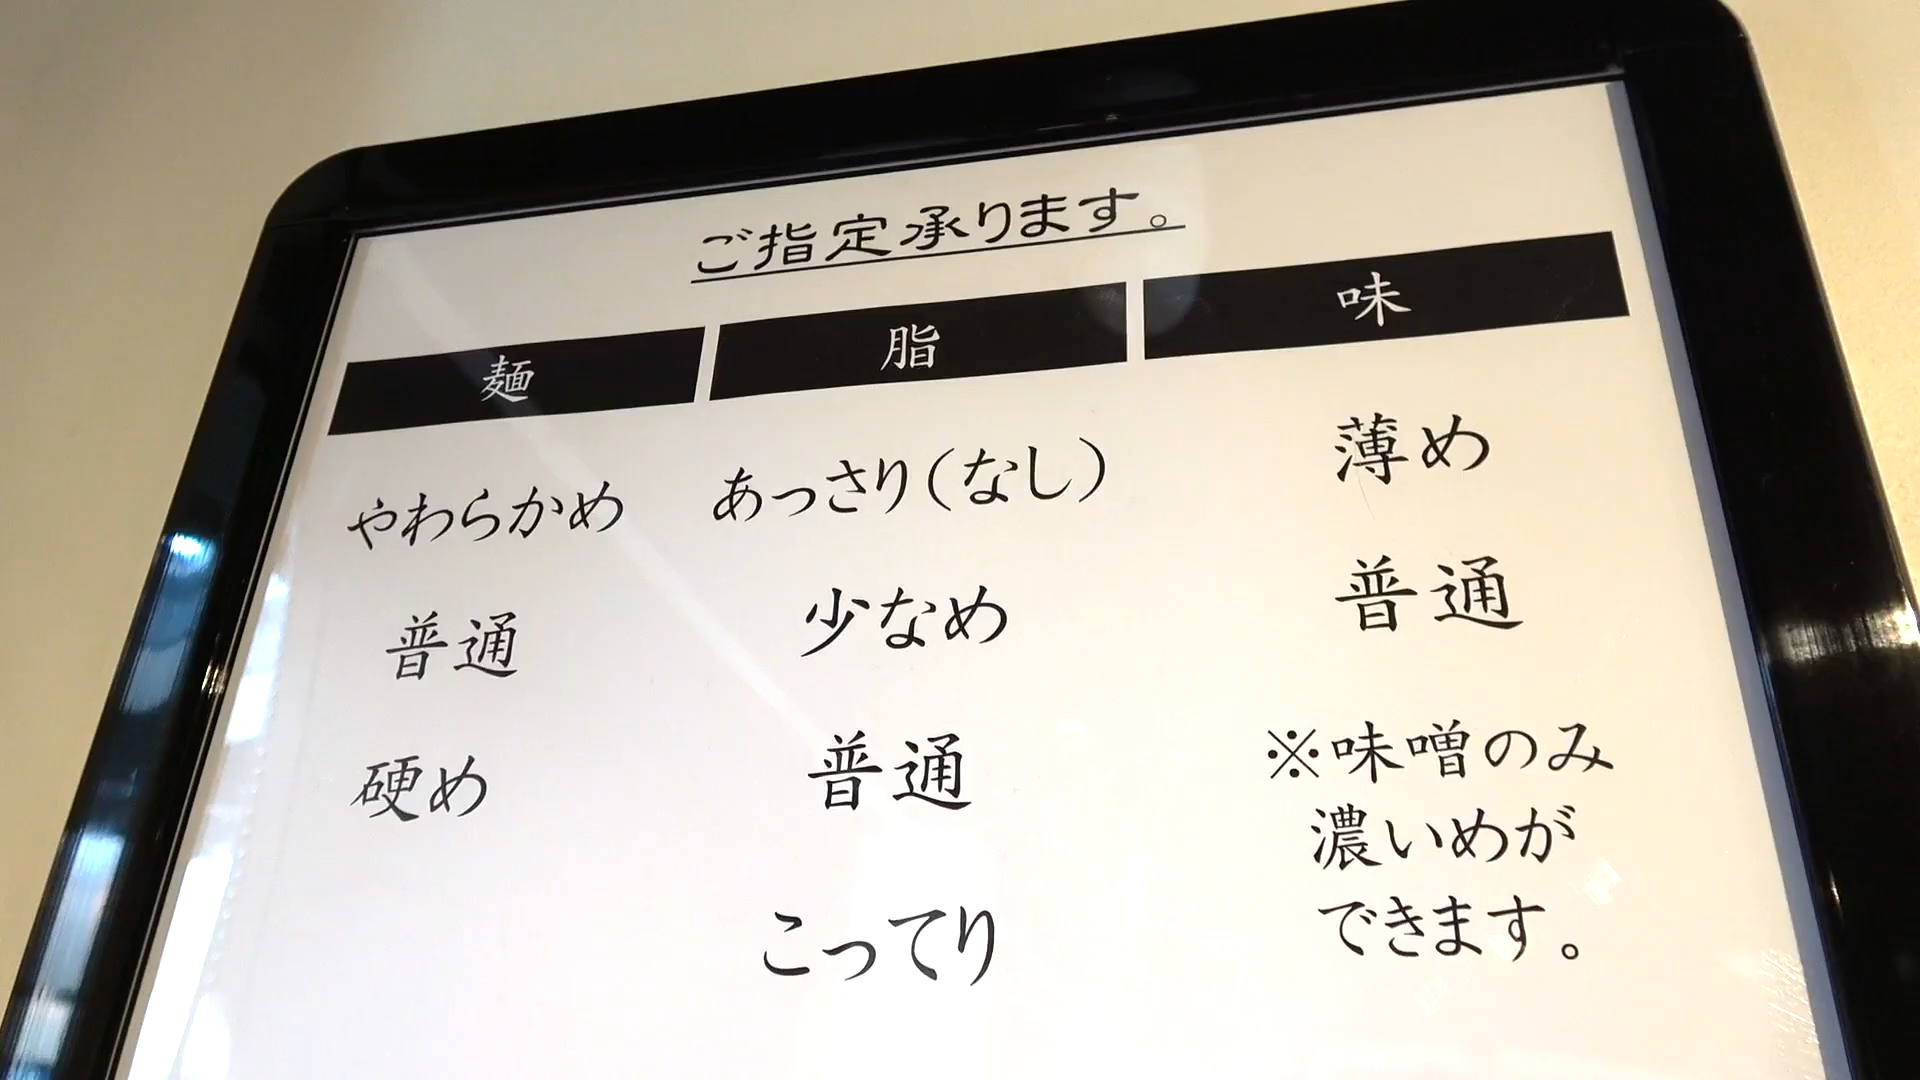 ご指定承ります。
麺
やわらかめ
普通
硬め
脂
あっさり（なし）
少なめ
普通
こってり
味
薄め
普通
※味噌のみ
濃いめが
できます。